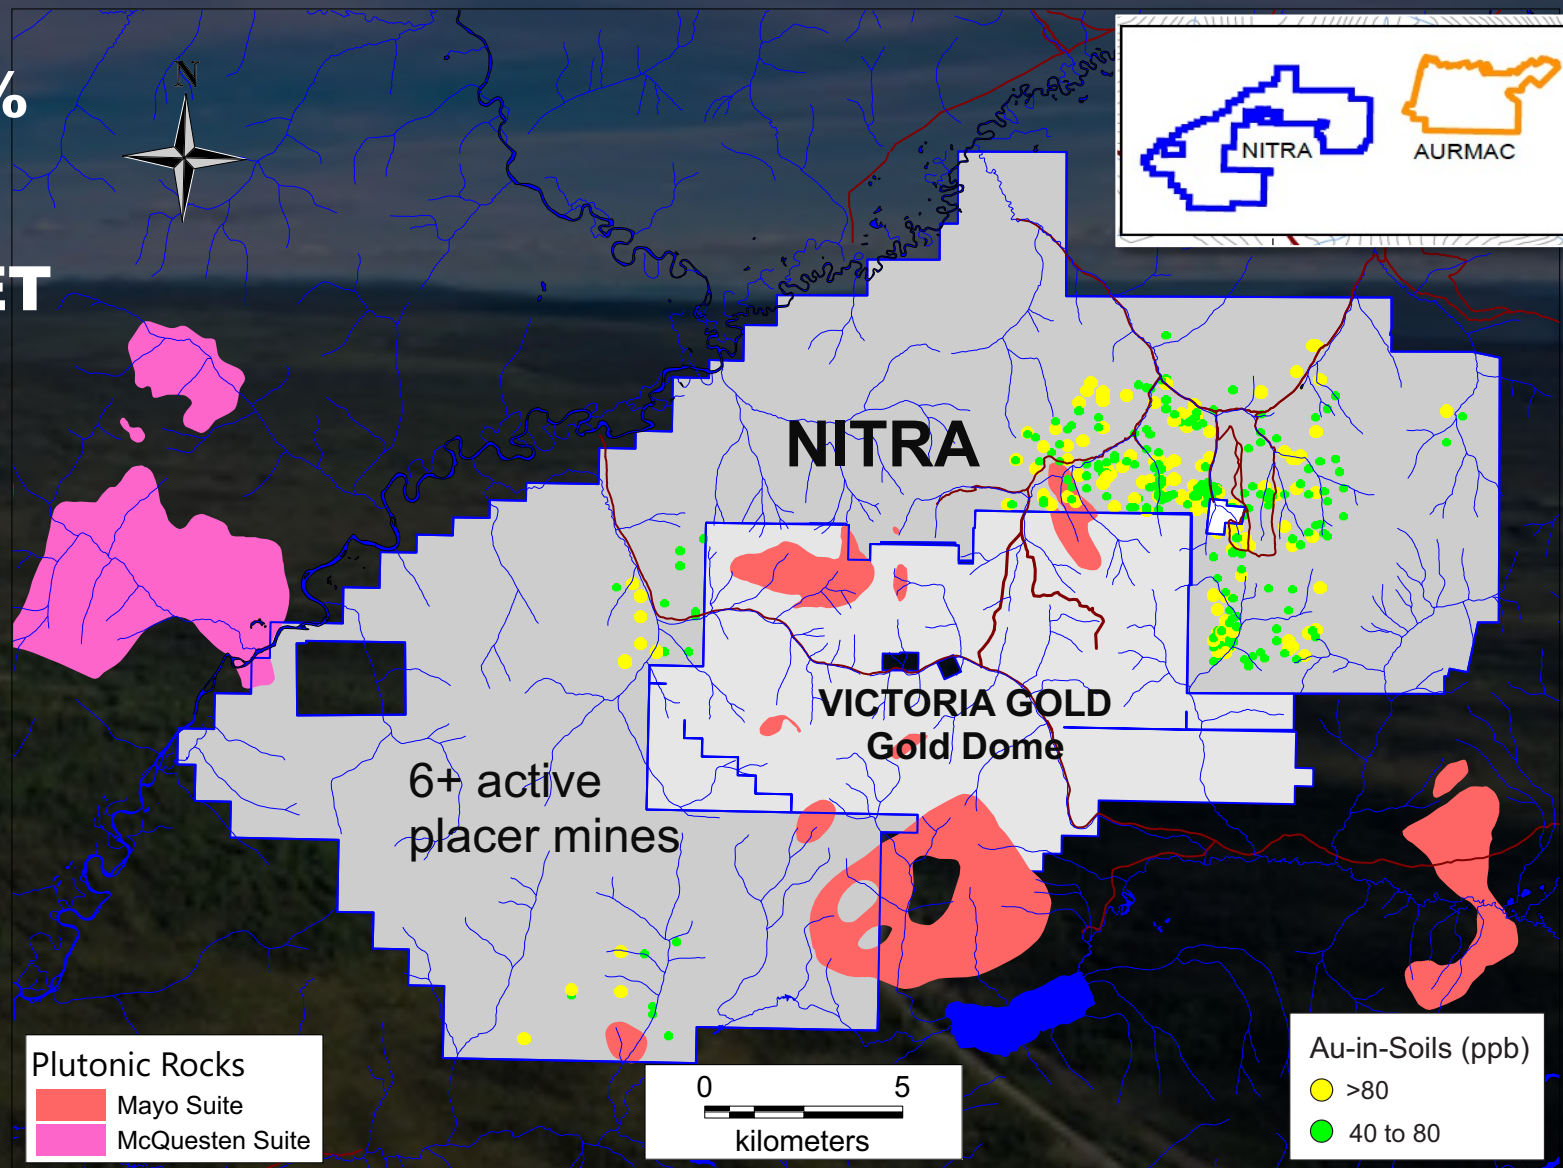 %
ET
N
NITRA
AURMAC
NITRA
VICTORIA GOLD
Gold Dome
6+ active
placer mines
Plutonic Rocks
Mayo Suite
McQuesten Suite
0 5
kilometers
Au-in-Soils (ppb)
>80
40 to 80